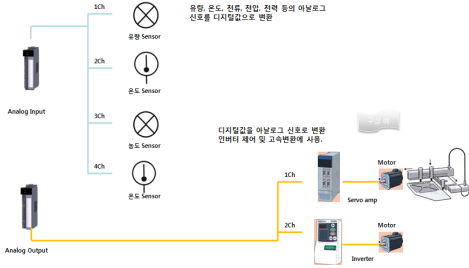 1Ch
유량, 온도, 전류, 전압, 전력 등의 아날로그
신호를 디지털값으로 변환
유량 Sensor
2Ch
온도 Sensor
Analog Input
3Ch
농도 Sensor
디지털값을 아날로그 신호로 변환
인버터 제어 및 고속변환에 사용.
4Ch
온도 Sensor
1Ch
Motor
Servo amp
2Ch
Motor
Analog Output
Inverter